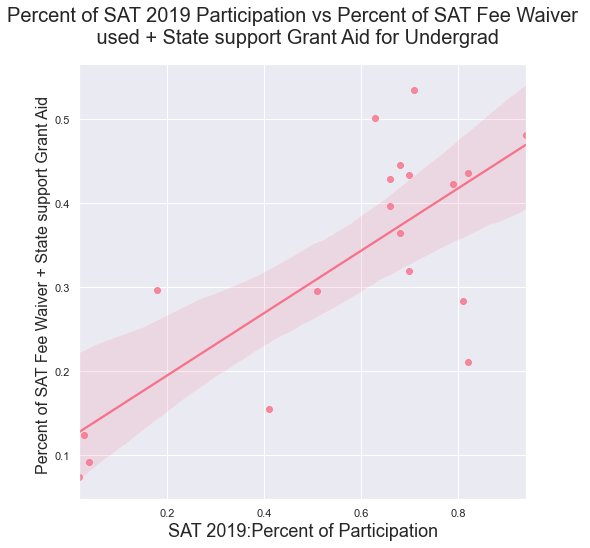 Percent of SAT 2019 Participation vs Percent of SAT Fee Waiver
used + State support Grant Aid for Undergrad
Percent of SAT Fee Waiver + State support Grant Aid
0.5
0.4
0.3
0.2
0.1
0.2 0.4 0.6 0.8
SAT 2019:Percent of Participation